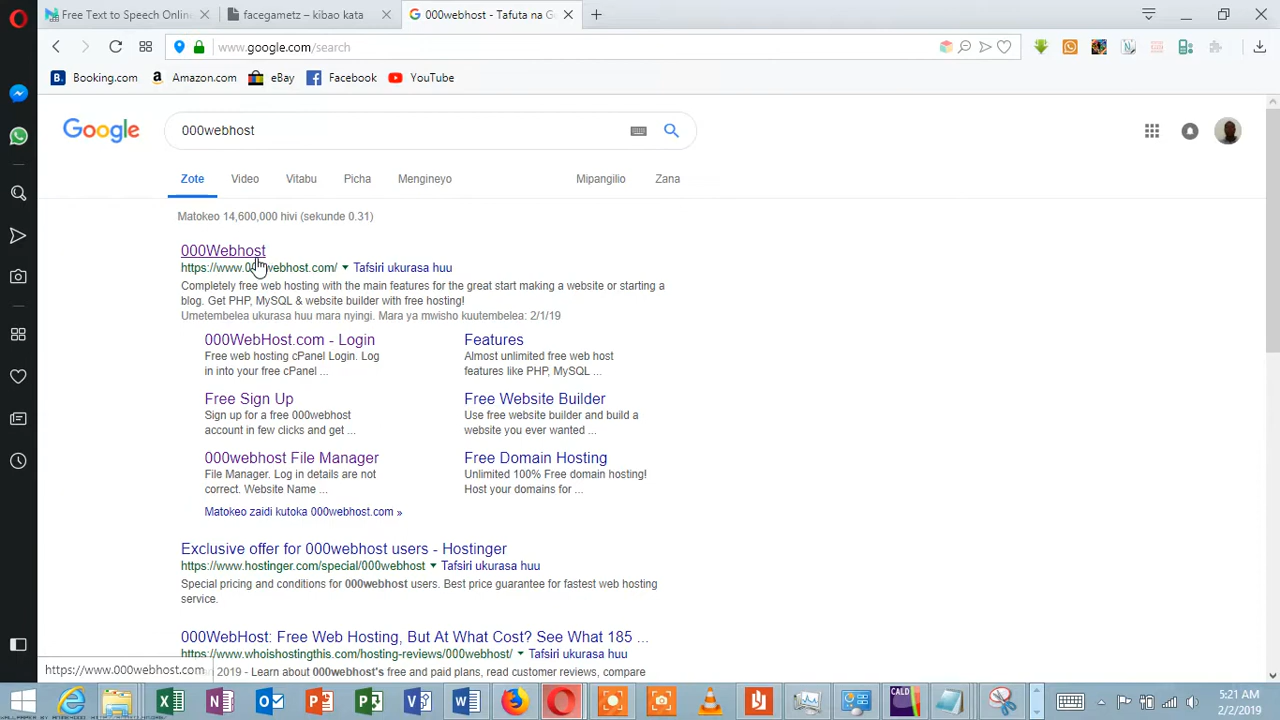 Free Text to Speech Online
facegametz – kibao kata
000webhost - Tafuta na Go
www.google.com/search
Booking.com
Amazon.com
eBay
Facebook
YouTube
Google
000webhost
Zote
Video
Vitabu
Picha
Mengineyo
Mipangilio
Zana
Matokeo 14,600,000 hivi (sekunde 0.31)
000Webhost
https://www.000webhost.com/ Tafsiri ukurasa huu
Completely free web hosting with the main features for the great start making a website or starting a
blog. Get PHP, MySQL & website builder with free hosting!
Umetembelea ukurasa huu mara nyingi. Mara ya mwisho kuutembelea: 2/1/19
000WebHost.com - Login
Free web hosting cPanel Login. Log
in into your free cPanel ...
Features
Almost unlimited free web host
features like PHP, MySQL ...
Free Sign Up
Sign up for a free 000webhost
account in few clicks and get ...
Free Website Builder
Use free website builder and build a
website you ever wanted ...
000webhost File Manager
File Manager. Log in details are not
correct. Website Name ...
Free Domain Hosting
Unlimited 100% Free domain hosting!
Host your domains for ...
Matokeo zaidi kutoka 000webhost.com »
Exclusive offer for 000webhost users - Hostinger
https://www.hostinger.com/special/000webhost Tafsiri ukurasa huu
Special pricing and conditions for 000webhost users. Best price guarantee for fastest web hosting
service.
000WebHost: Free Web Hosting, But At What Cost? See What 185 ...
https://www.whoishostingthis.com/hosting-reviews/000webhost/ Tafsiri ukurasa huu
https://www.000webhost.com
2019 - Learn about 000webhost's free and paid plans, read customer reviews, compare
CALD
5:21 AM
2/2/2019